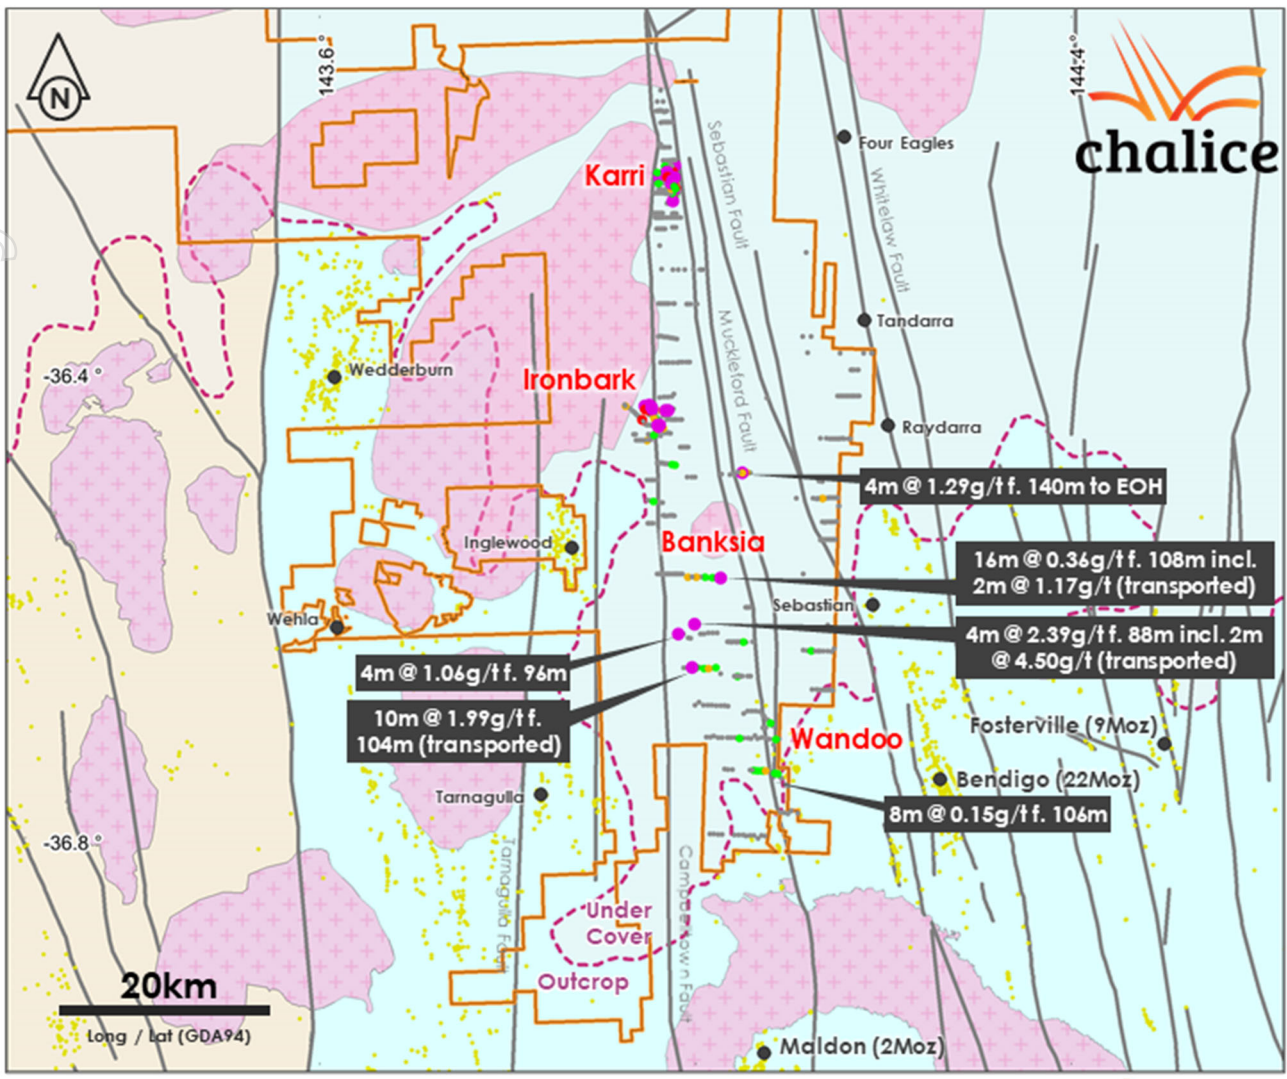 N
143.6°
144.4°
chalice
Four Eagles
Karri
Sebastian Fault
Whitelaw Fault
Tandarra
Muckleford Fault
-36.4°
Wedderburn
Ironbark
Raydarra
4m @ 1.29g/t f. 140m to EOH
Inglewood
Banksia
16m @ 0.36g/t f. 108m incl.
2m @ 1.17g/t (transported)
Sebastian
Wehla
4m @ 2.39g/t f. 88m incl. 2m
@ 4.50g/t (transported)
4m @ 1.06g/t f. 96m
10m @ 1.99g/t f.
104m (transported)
Wandoo
Fosterville (9Moz)
Bendigo (22Moz)
Tarnagulla
8m @ 0.15g/t f. 106m
-36.8°
Tarnagulla Fault
Campbertown Fault
Under
Cover
Outcrop
20km
Long / Lat (GDA94)
Maldon (2Moz)